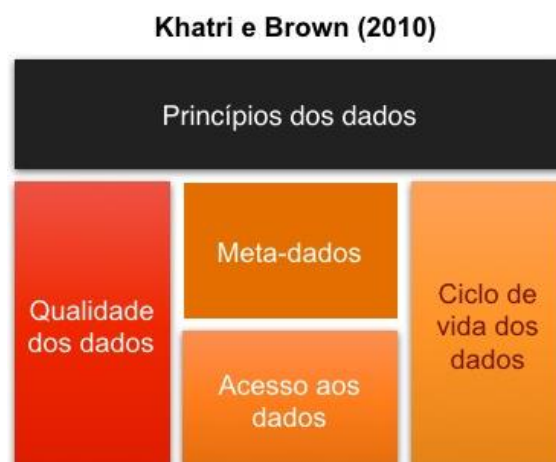 Khatri e Brown (2010)
Princípios dos dados
Qualidade
dos dados
Meta-dados
Acesso aos
dados
Ciclo de
vida dos
dados